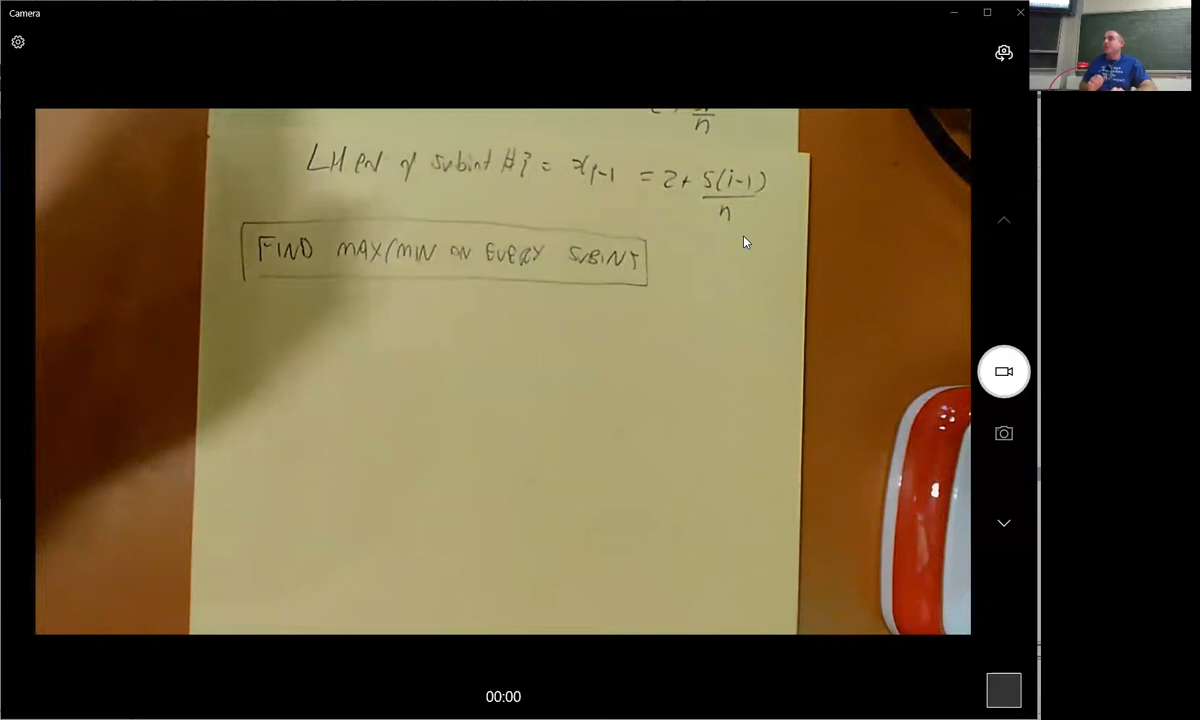 Camera
n
LH end of subint #i = x_{i-1} = 2 + 5(i-1)/n
FIND MAX/MIN ON EVERY SUBINT
00:00